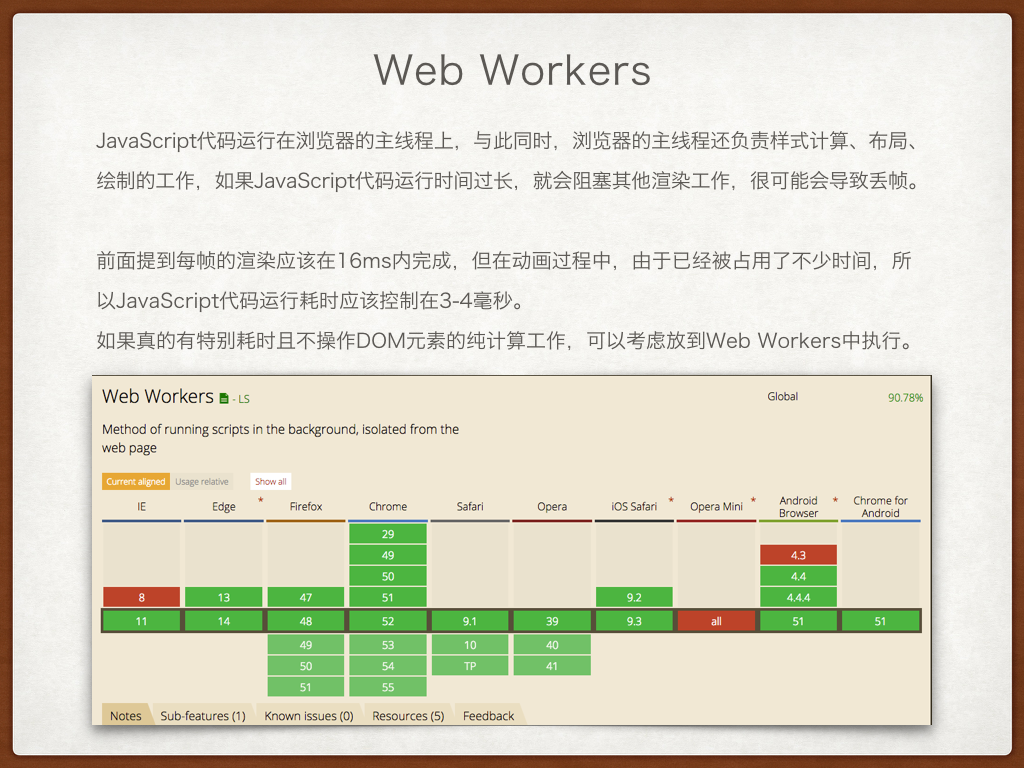 Web Workers
JavaScript代码运行在浏览器的主线程上，与此同时，浏览器的主线程还负责样式计算、布局、
绘制的工作，如果JavaScript代码运行时间过长，就会阻塞其他渲染工作，很可能会导致丢帧。
前面提到每帧的渲染应该在16ms内完成，但在动画过程中，由于已经被占用了不少时间，所
以JavaScript代码运行耗时应该控制在3-4毫秒。
如果真的有特别耗时且不操作DOM元素的纯计算工作，可以考虑放到Web Workers中执行。
Web Workers - LS Global 90.78%
Method of running scripts in the background, isolated from the
web page
Current aligned Usage relative Show all
IE Edge * Firefox Chrome Safari Opera iOS Safari * Opera Mini * Android Browser * Chrome for Android
29
49 4.3
50 4.4
8 13 47 51 9.2 4.4.4
11 14 48 52 9.1 39 9.3 all 51 51
49 53 10 40
50 54 TP 41
51 55
Notes Sub-features (1) Known issues (0) Resources (5) Feedback